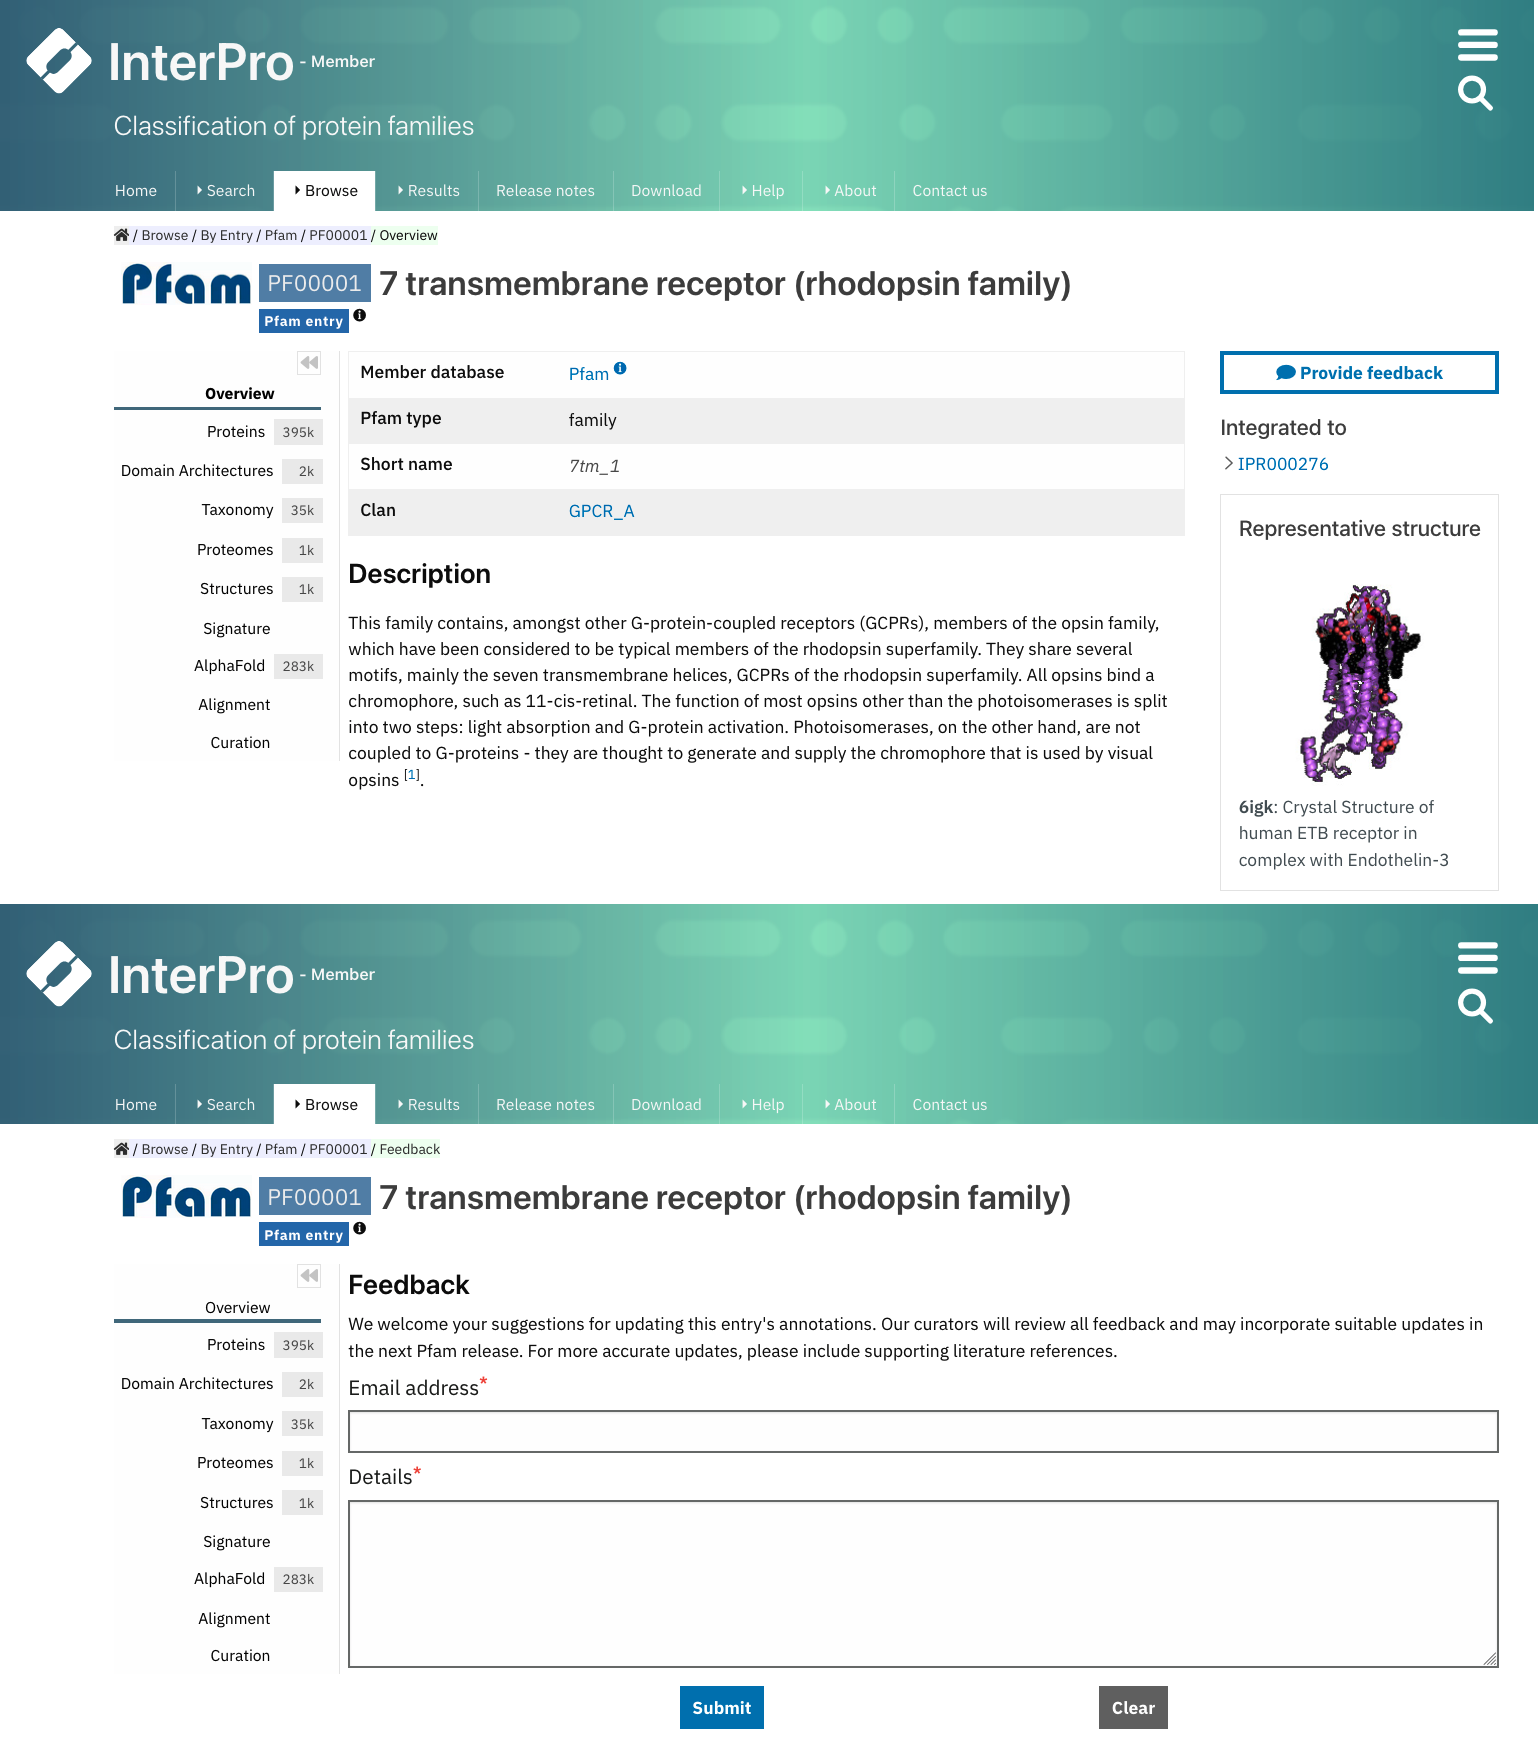 InterPro - Member
Classification of protein families
Home Search Browse Results Release notes Download Help About Contact us
/ Browse / By Entry / Pfam / PF00001 / Overview
Pfam PF00001 7 transmembrane receptor (rhodopsin family)
Pfam entry
Overview
Proteins 395k
Domain Architectures 2k
Taxonomy 35k
Proteomes 1k
Structures 1k
Signature
AlphaFold 283k
Alignment
Curation
Member database Pfam
Pfam type family
Short name 7tm_1
Clan GPCR_A
Description
This family contains, amongst other G-protein-coupled receptors (GCPRs), members of the opsin family,
which have been considered to be typical members of the rhodopsin superfamily. They share several
motifs, mainly the seven transmembrane helices, GCPRs of the rhodopsin superfamily. All opsins bind a
chromophore, such as 11-cis-retinal. The function of most opsins other than the photoisomerases is split
into two steps: light absorption and G-protein activation. Photoisomerases, on the other hand, are not
coupled to G-proteins - they are thought to generate and supply the chromophore that is used by visual
opsins [1].
Provide feedback
Integrated to
IPR000276
Representative structure
6igk: Crystal Structure of
human ETB receptor in
complex with Endothelin-3
InterPro - Member
Classification of protein families
Home Search Browse Results Release notes Download Help About Contact us
/ Browse / By Entry / Pfam / PF00001 / Feedback
Pfam PF00001 7 transmembrane receptor (rhodopsin family)
Pfam entry
Overview
Proteins 395k
Domain Architectures 2k
Taxonomy 35k
Proteomes 1k
Structures 1k
Signature
AlphaFold 283k
Alignment
Curation
Feedback
We welcome your suggestions for updating this entry's annotations. Our curators will review all feedback and may incorporate suitable updates in
the next Pfam release. For more accurate updates, please include supporting literature references.
Email address*
Details*
Submit Clear